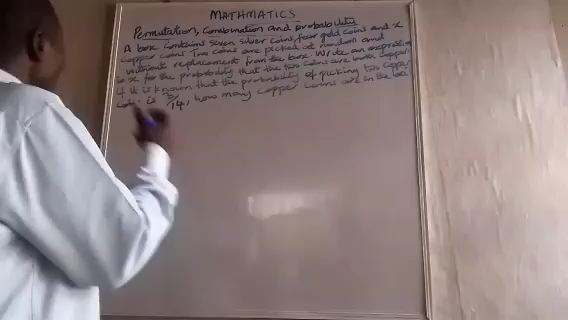 MATHMATICS
Permutation, Combination and probability
A box contains seven silver coins, four gold coins and x
copper coins. Two coins are picked at random and
without replacement from the box. Write an expression
in x for the probability that the two coins are both copper
If it is known that the probability of picking two copper
coins is /14, how many copper coins are in the box